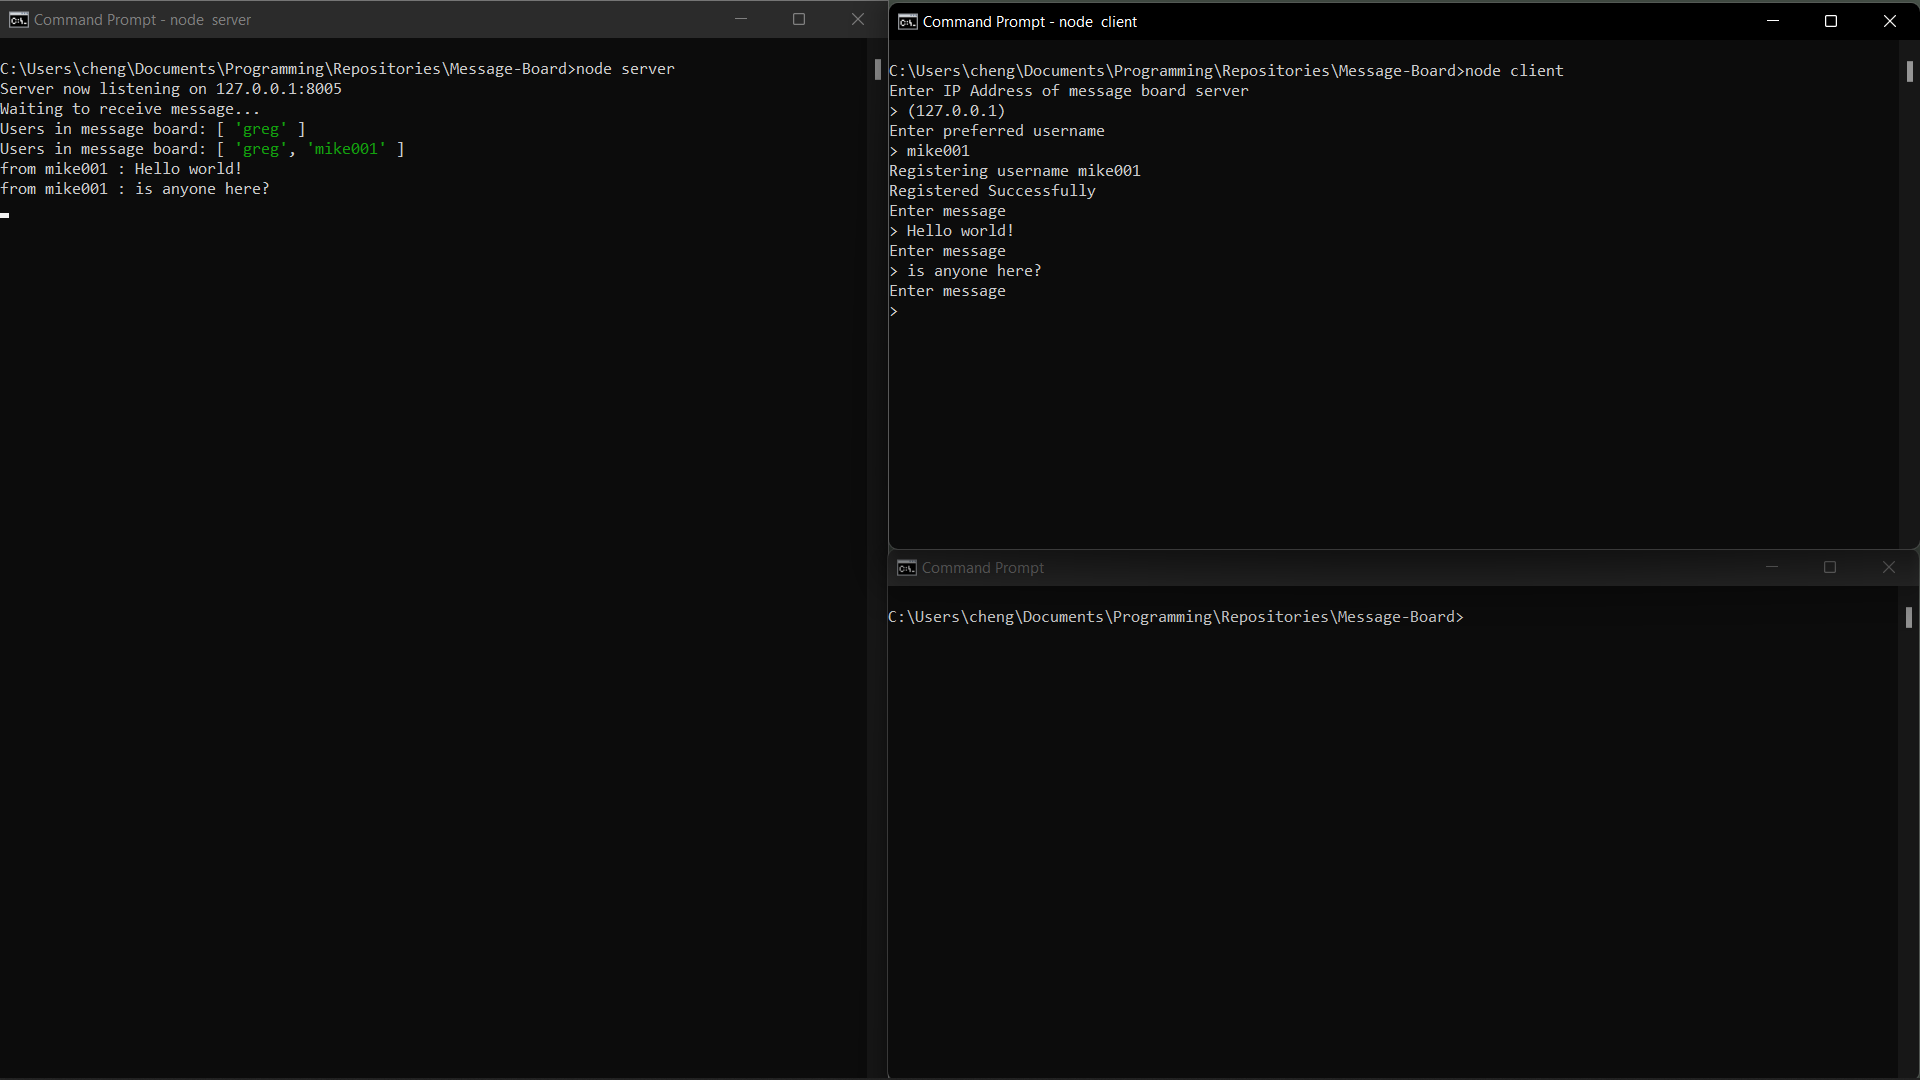 Command Prompt - node  server
C:\Users\cheng\Documents\Programming\Repositories\Message-Board>node server
Server now listening on 127.0.0.1:8005
Waiting to receive message...
Users in message board: [ 'greg' ]
Users in message board: [ 'greg', 'mike001' ]
from mike001 : Hello world!
from mike001 : is anyone here?
Command Prompt - node  client
C:\Users\cheng\Documents\Programming\Repositories\Message-Board>node client
Enter IP Address of message board server
> (127.0.0.1)
Enter preferred username
> mike001
Registering username mike001
Registered Successfully
Enter message
> Hello world!
Enter message
> is anyone here?
Enter message
>
Command Prompt
C:\Users\cheng\Documents\Programming\Repositories\Message-Board>